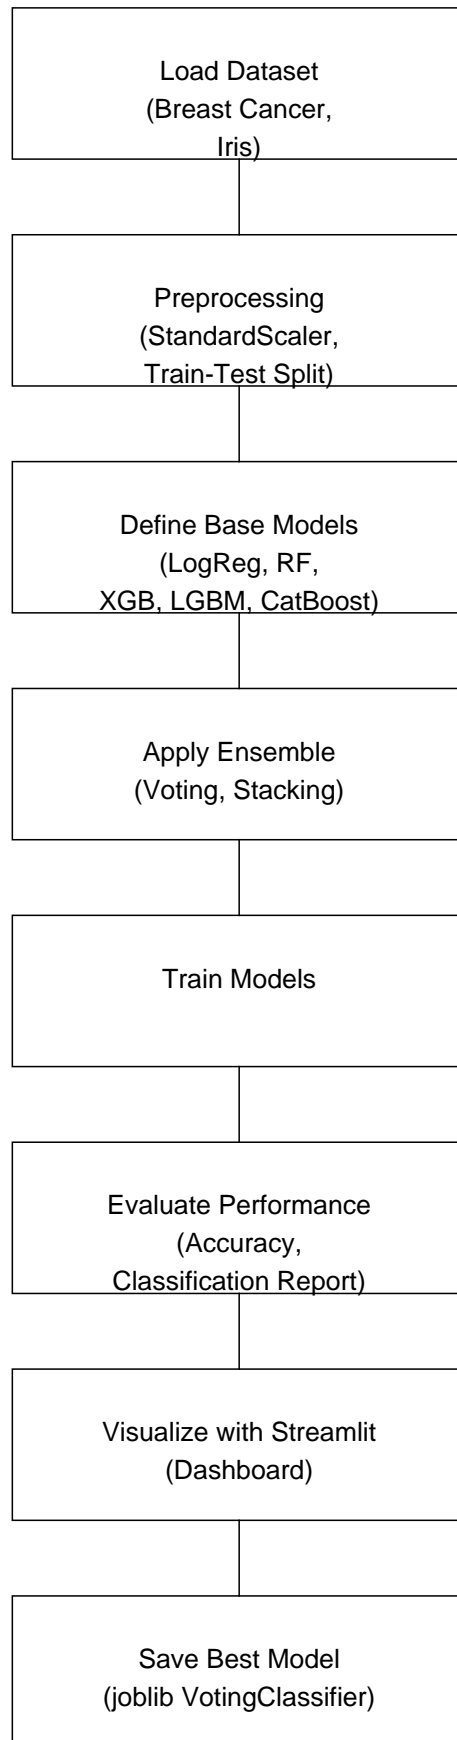 Load Dataset
(Breast Cancer,
Iris)
Preprocessing
(StandardScaler,
Train-Test Split)
Define Base Models
(LogReg, RF,
XGB, LGBM, CatBoost)
Apply Ensemble
(Voting, Stacking)
Train Models
Evaluate Performance
(Accuracy,
Classification Report)
Visualize with Streamlit
(Dashboard)
Save Best Model
(joblib VotingClassifier)